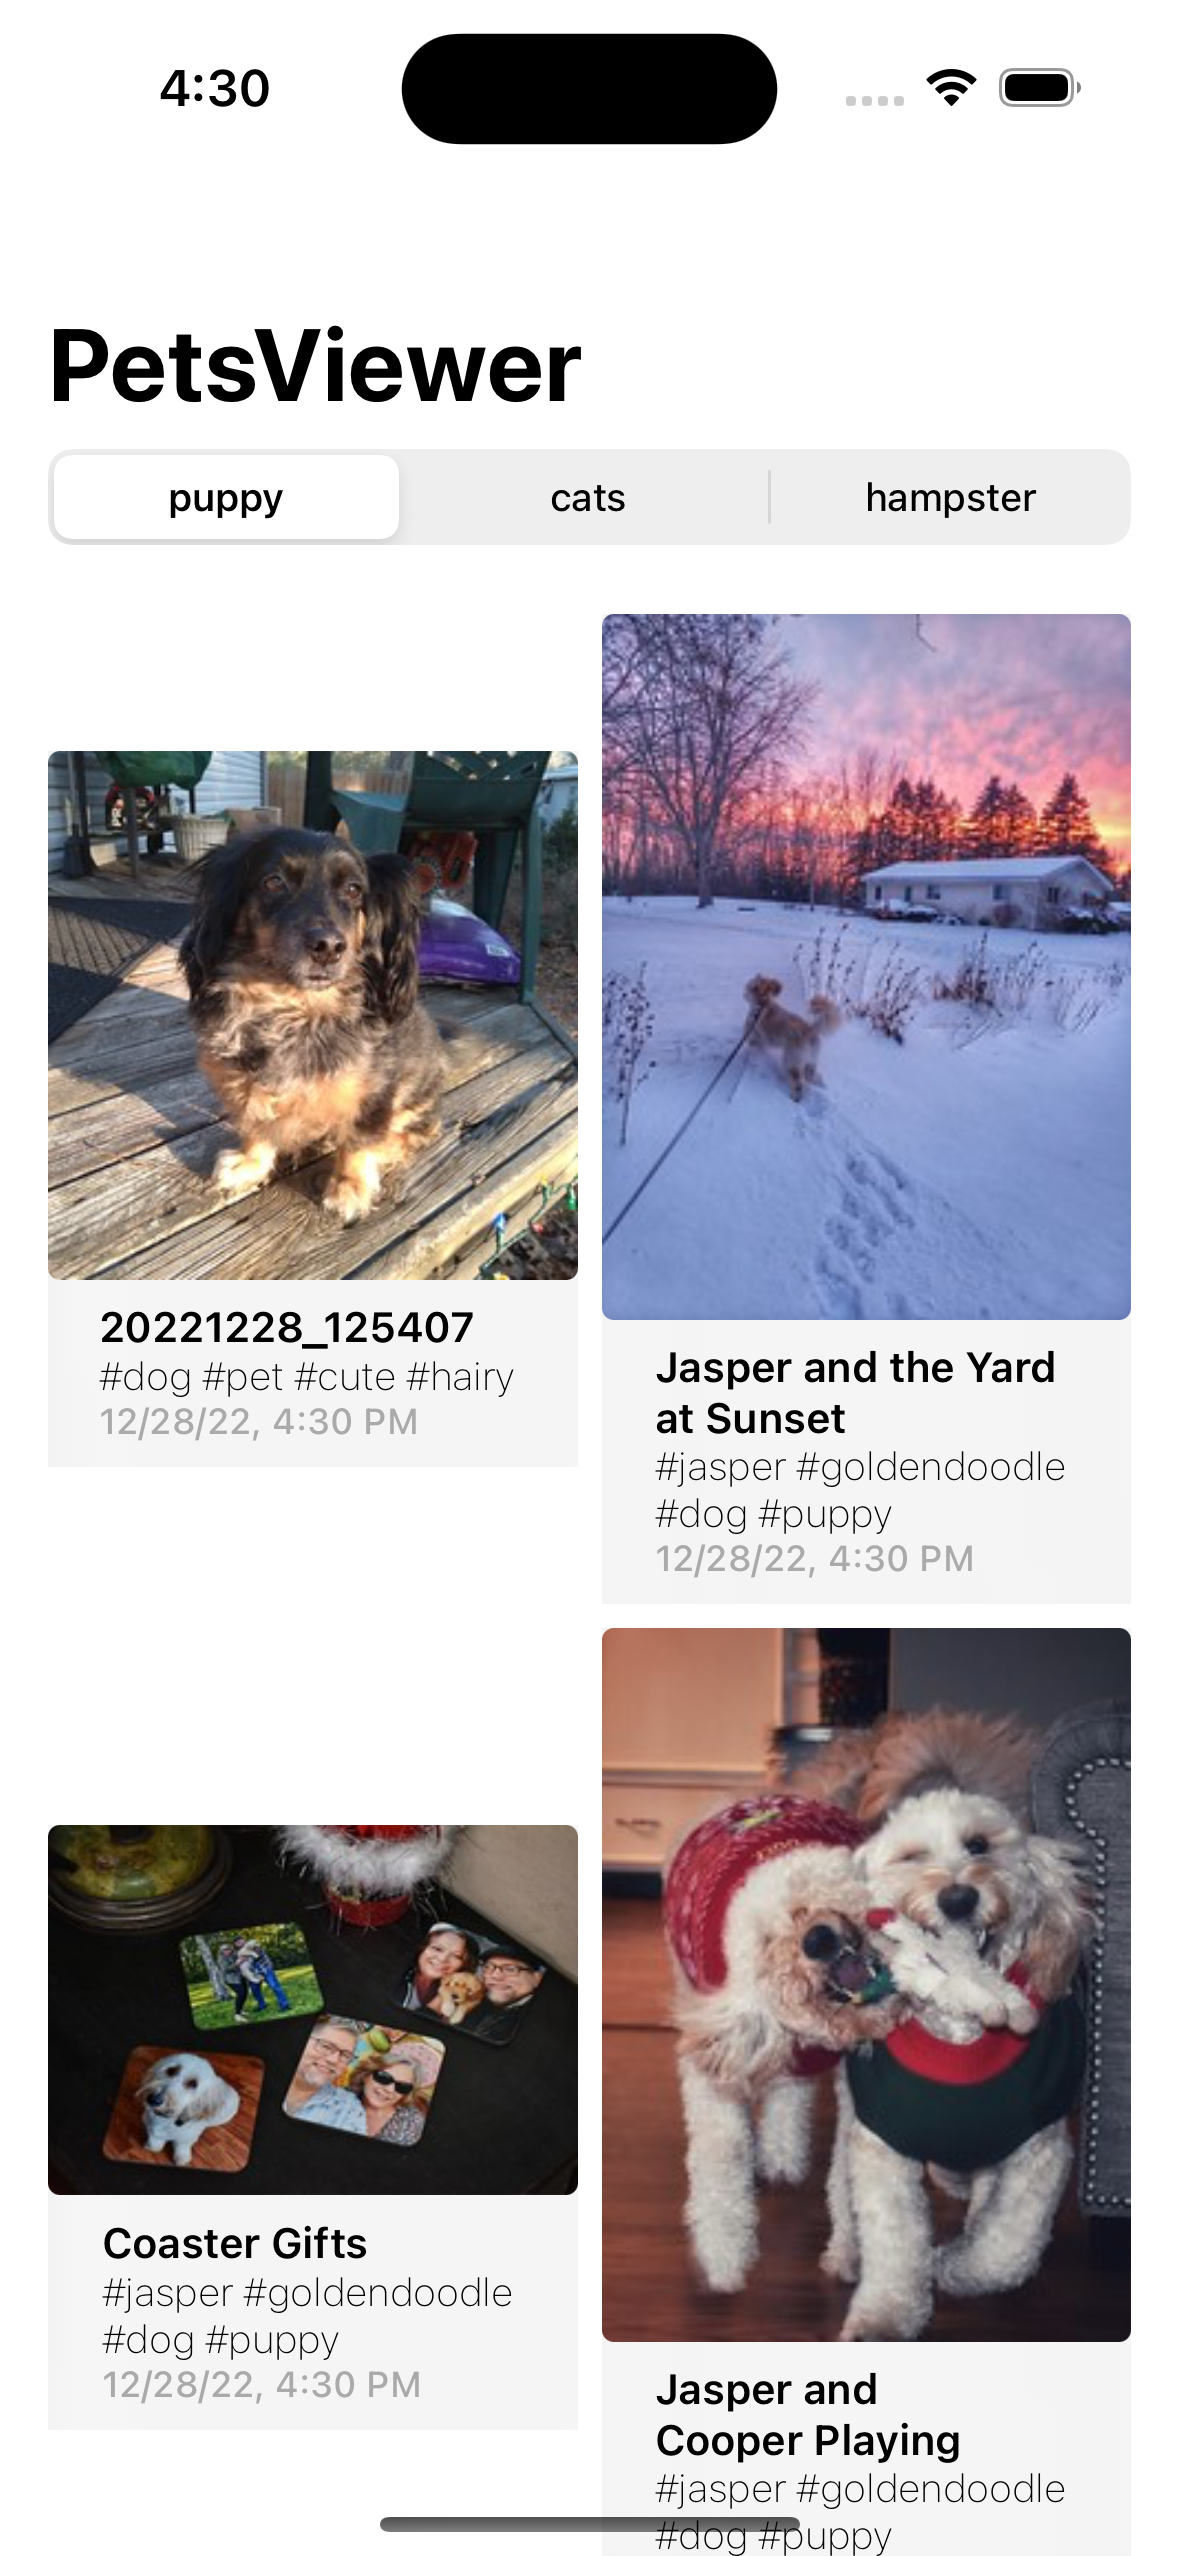 4:30
PetsViewer
puppy
cats
hampster
20221228_125407
#dog #pet #cute #hairy
12/28/22, 4:30 PM
Jasper and the Yard
at Sunset
#jasper #goldendoodle
#dog #puppy
12/28/22, 4:30 PM
Coaster Gifts
#jasper #goldendoodle
#dog #puppy
12/28/22, 4:30 PM
Jasper and
Cooper Playing
#jasper #goldendoodle
#dog #puppy